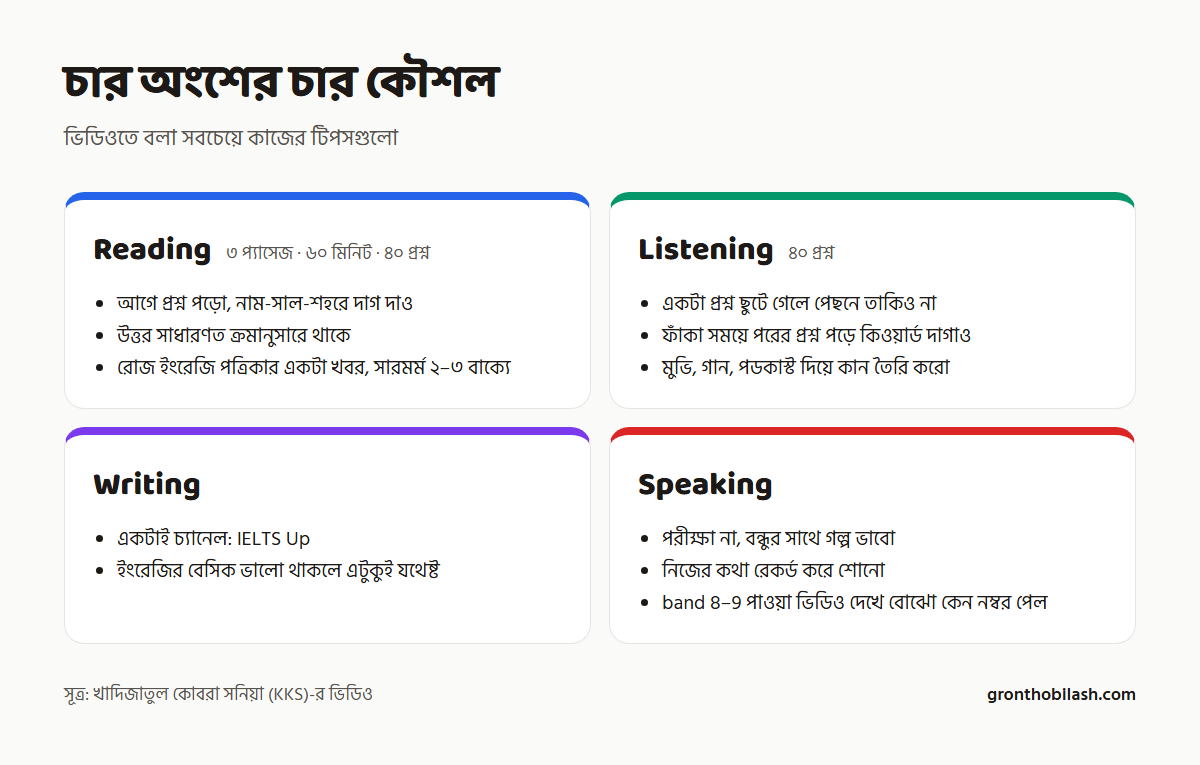 চার অংশের চার কৌশল
ভিডিওতে বলা সবচেয়ে কাজের টিপসগুলো
Reading ৩ প্যাসেজ · ৬০ মিনিট · ৪০ প্রশ্ন
• আগে প্রশ্ন পড়ো, নাম-সাল-শহরে দাগ দাও
• উত্তর সাধারণত ক্রমানুসারে থাকে
• রোজ ইংরেজি পত্রিকার একটা খবর, সারমর্ম ২–৩ বাক্যে
Listening ৪০ প্রশ্ন
• একটা প্রশ্ন ছুটে গেলে পেছনে তাকিও না
• ফাঁকা সময়ে পরের প্রশ্ন পড়ে কিওয়ার্ড দাগাও
• মুভি, গান, পডকাস্ট দিয়ে কান তৈরি করো
Writing
• একটাই চ্যানেল: IELTS Up
• ইংরেজির বেসিক ভালো থাকলে এটুকুই যথেষ্ট
Speaking
• পরীক্ষা না, বন্ধুর সাথে গল্প ভাবো
• নিজের কথা রেকর্ড করে শোনো
• band ৪–৯ পাওয়া ভিডিও দেখে বোঝো কেন নম্বর পেল
সূত্র: খাদিজাতুল কোবরা সনিয়া (KKS)-র ভিডিও
gronthobilash.com